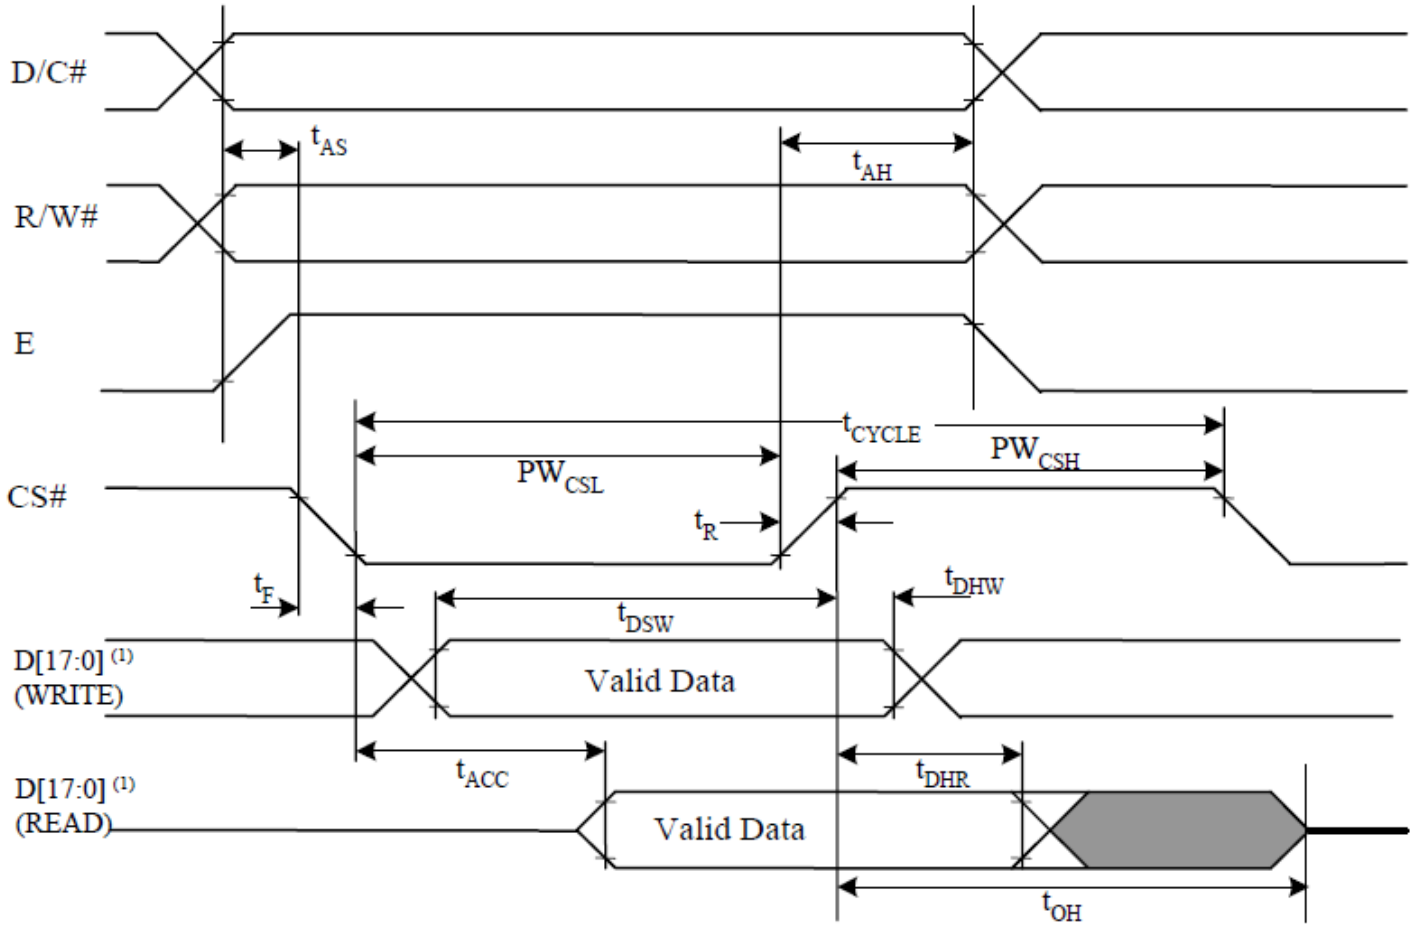 D/C#
tAS
tAH
R/W#
E
tCYCLE
PWCSL
PWCSH
CS#
tR
tF
tDHW
tDSW
D[17:0] (1)
(WRITE)
Valid Data
tACC
tDHR
D[17:0] (1)
(READ)
Valid Data
tOH